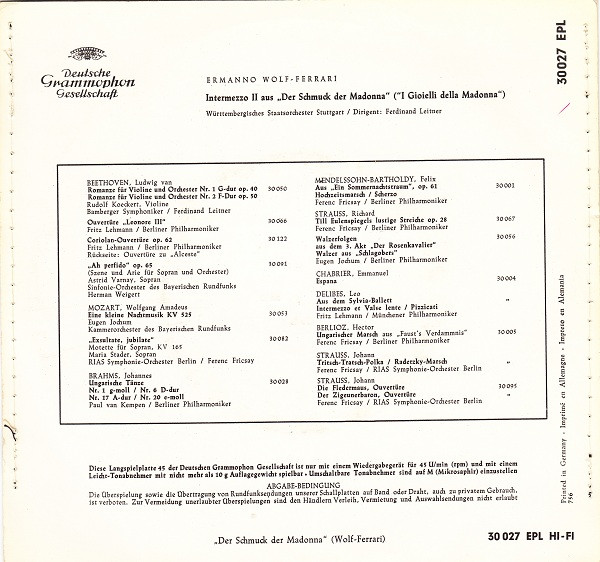 Deutsche
Grammophon
Gesellschaft
ERMANNO WOLF-FERRARI
Intermezzo II aus „Der Schmuck der Madonna" ("I Gioielli della Madonna")
Württembergisches Staatsorchester Stuttgart / Dirigent: Ferdinand Leitner
30027 EPL
BEETHOVEN, Ludwig van
Romanze für Violine und Orchester Nr. 1 G-dur op. 40 30050
Romanze für Violine und Orchester Nr. 2 F-Dur op. 50
Rudolf Koeckert, Violine
Bamberger Symphoniker / Ferdinand Leitner
Ouvertüre „Leonore III" 30066
Fritz Lehmann / Berliner Philharmoniker
Coriolan-Ouvertüre op. 62 30122
Fritz Lehmann / Berliner Philharmoniker
Rückseite: Ouvertüre zu „Alceste"
„Ah perfido" op. 65 30091
(Szene und Arie für Sopran und Orchester)
Astrid Varnay, Sopran
Sinfonie-Orchester des Bayerischen Rundfunks
Herman Weigert
MOZART, Wolfgang Amadeus
Eine kleine Nachtmusik KV 525 30053
Eugen Jochum
Kammerorchester des Bayerischen Rundfunks
„Exsultate, jubilate" 30082
Motette für Sopran, KV 165
Maria Stader, Sopran
RIAS Symphonie-Orchester Berlin / Ferenc Fricsay
BRAHMS, Johannes
Ungarische Tänze 30028
Nr. 1 g-moll / Nr. 6 D-dur
Nr. 17 A-dur / Nr. 20 e-moll
Paul van Kempen / Berliner Philharmoniker
MENDELSSOHN-BARTHOLDY, Felix
Aus „Ein Sommernachtstraum", op. 61 30001
Hochzeitsmarsch / Scherzo
Ferenc Fricsay / Berliner Philharmoniker
STRAUSS, Richard
Till Eulenspiegels lustige Streiche op. 28 30067
Ferenc Fricsay / Berliner Philharmoniker
Walzerfolgen 30056
aus dem 3. Akt „Der Rosenkavalier"
Walzer aus „Schlagobers"
Eugen Jochum / Berliner Philharmoniker
CHABRIER, Emmanuel
Espana 30004
DELIBES, Leo
Aus dem Sylvia-Ballett "
Intermezzo et Valse lente / Pizzicati
Fritz Lehmann / Münchener Philharmoniker
BERLIOZ, Hector
Ungarischer Marsch aus „Faust's Verdammnis" 30005
Ferenc Fricsay / Berliner Philharmoniker
STRAUSS, Johann
Tritsch-Tratsch-Polka / Radetzky-Marsch "
Ferenc Fricsay / RIAS Symphonie-Orchester Berlin
STRAUSS, Johann
Die Fledermaus, Ouvertüre 30095
Der Zigeunerbaron, Ouvertüre "
Ferenc Fricsay / RIAS Symphonie-Orchester Berlin
Diese Langspielplatte 45 der Deutschen Grammophon Gesellschaft ist nur mit einem Wiedergabegerät für 45 U/min (rpm) und mit einem
Leicht-Tonabnehmer mit nicht mehr als 10 g Auflagegewicht spielbar - Umschaltbare Tonabnehmer sind auf M (Mikrosaphir) einzustellen
ABGABE-BEDINGUNG
Die Überspielung sowie die Übertragung von Rundfunksendungen unserer Schallplatten auf Band oder Draht, auch zu privatem Gebrauch,
ist verboten. Zur Vermeidung unerlaubter Überspielungen sind den Händlern Verleih, Vermietung und Auswahlsendungen nicht erlaubt
Printed in Germany - Imprimé en Allemagne - Impreso en Alemania
756
„Der Schmuck der Madonna" (Wolf-Ferrari)
30027 EPL HI-FI